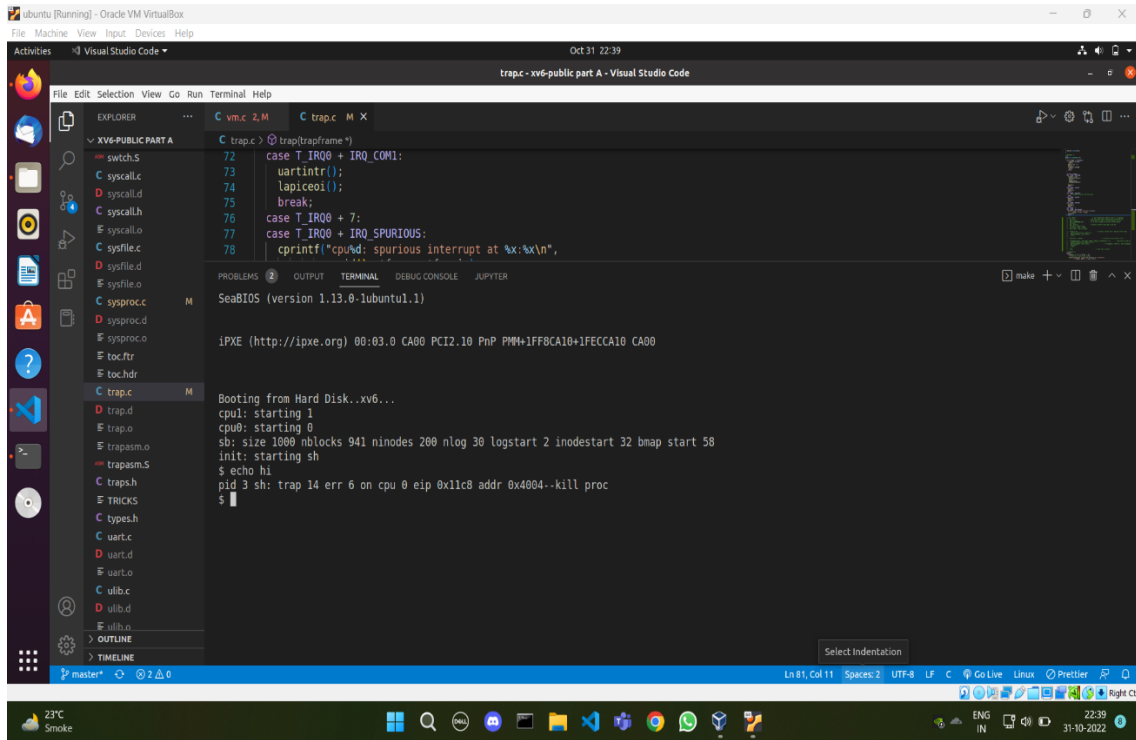 ubuntu [Running] - Oracle VM VirtualBox
File Machine View Input Devices Help
Activities Visual Studio Code Oct 31 22:39
trap.c - xv6-public part A - Visual Studio Code
File Edit Selection View Go Run Terminal Help
EXPLORER
XV6-PUBLIC PART A
swtch.S
C syscall.c
D syscall.d
C syscall.h
syscall.o
C sysfile.c
D sysfile.d
sysfile.o
C sysproc.c M
D sysproc.d
sysproc.o
toc.ftr
toc.hdr
C trap.c M
D trap.d
trap.o
trapasm.o
trapasm.S
C traps.h
TRICKS
C types.h
C uart.c
D uart.d
uart.o
C ulib.c
D ulib.d
ulib.o
OUTLINE
TIMELINE
C vm.c 2, M C trap.c M X
C trap.c > trap(trapframe *)
72 case T_IRQ0 + IRQ_COM1:
73 uartintr();
74 lapiceoi();
75 break;
76 case T_IRQ0 + 7:
77 case T_IRQ0 + IRQ_SPURIOUS:
78 cprintf("cpu%d: spurious interrupt at %x:%x\n",
PROBLEMS 2 OUTPUT TERMINAL DEBUG CONSOLE JUPYTER make
SeaBIOS (version 1.13.0-1ubuntu1.1)
iPXE (http://ipxe.org) 00:03.0 CA00 PCI2.10 PnP PMM+1FF8CA10+1FECCA10 CA00
Booting from Hard Disk..xv6...
cpu1: starting 1
cpu0: starting 0
sb: size 1000 nblocks 941 ninodes 200 nlog 30 logstart 2 inodestart 32 bmap start 58
init: starting sh
$ echo hi
pid 3 sh: trap 14 err 6 on cpu 0 eip 0x11c8 addr 0x4004--kill proc
$
Select Indentation
master* 2 0 Ln 81, Col 11 Spaces: 2 UTF-8 LF C Go Live Linux Prettier
Right Ct
23°C
Smoke
ENG
IN
22:39
31-10-2022
8